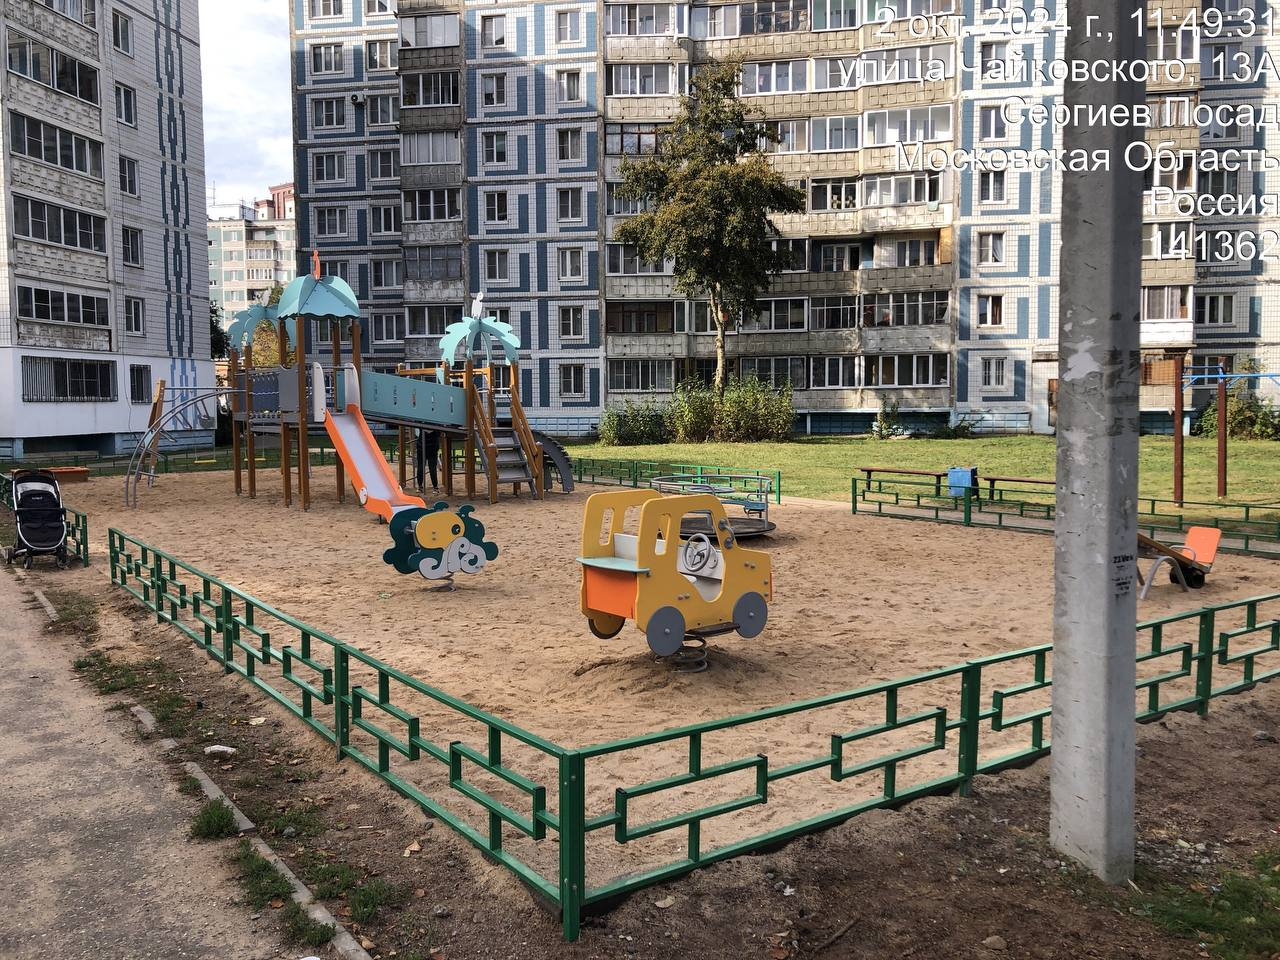 2 окт. 2024 г., 11:49:31
улица Чайковского, 13А
Сергиев Посад
Московская Область
Россия
141362